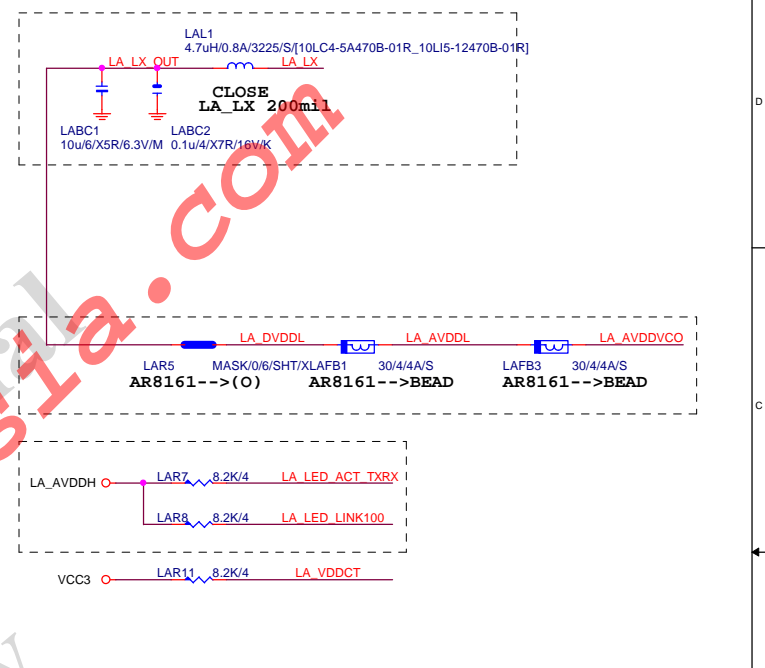 LAL1
4.7uH/0.8A/3225/S/[10LC4-5A470B-01R_10LI5-12470B-01R]
LA_LX_OUT
LA_LX
CLOSE
LA_LX 200mil
LABC1
LABC2
10u/6/X5R/6.3V/M
0.1u/4/X7R/16V/K
D
LA_DVDDL
LA_AVDDL
LA_AVDDVCO
LAR5
MASK/0/6/SHT/X
LAFB1
30/4/4A/S
LAFB3
30/4/4A/S
AR8161-->(O)
AR8161-->BEAD
AR8161-->BEAD
C
LA_AVDDH
LAR7
8.2K/4
LA_LED_ACT_TXRX
LAR8
8.2K/4
LA_LED_LINK100
VCC3
LAR11
8.2K/4
LA_VDDCT
sia.com